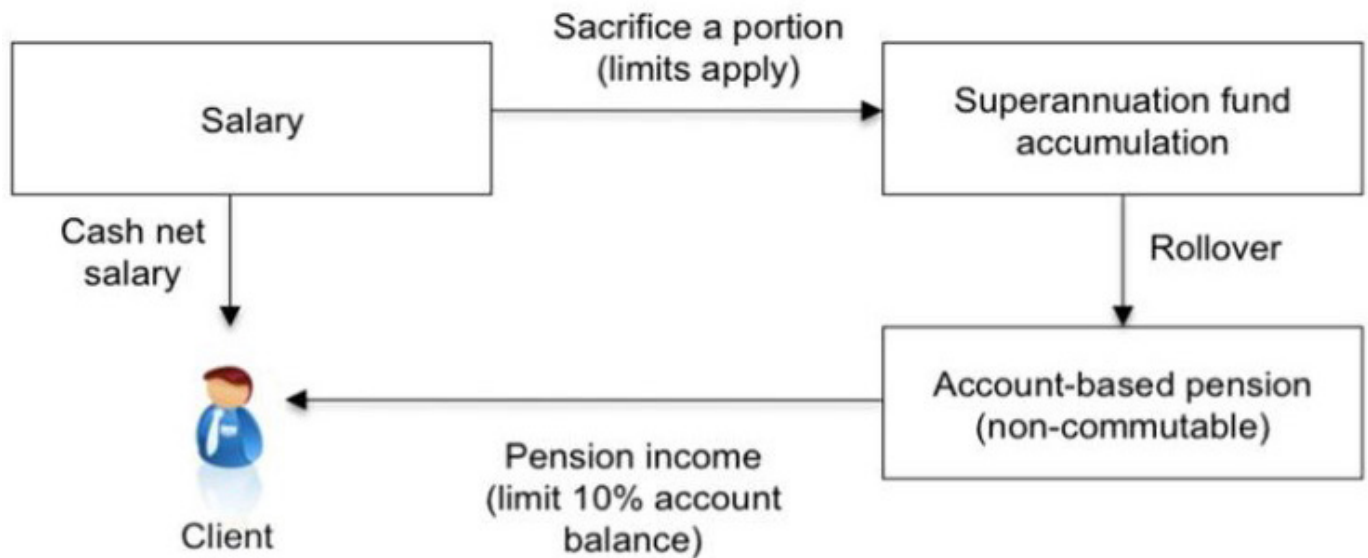 Sacrifice a portion
(limits apply)
Salary
Superannuation fund
accumulation
Cash net
salary
Rollover
Account-based pension
(non-commutable)
Pension income
(limit 10% account
balance)
Client